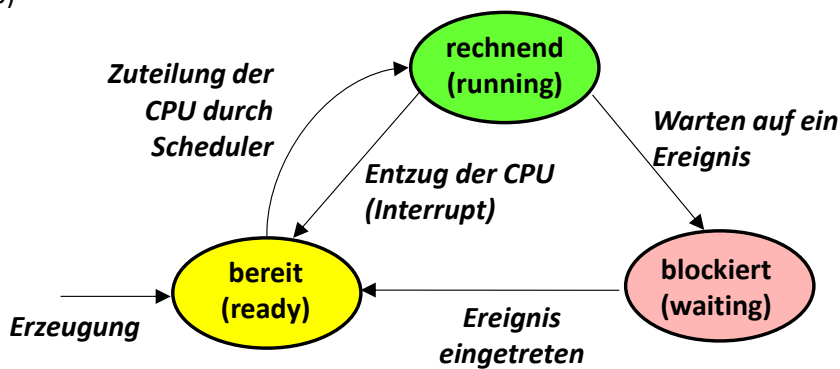 rechnend
(running)
Zuteilung der
CPU durch
Scheduler
Warten auf ein
Ereignis
Entzug der CPU
(Interrupt)
bereit
(ready)
blockiert
(waiting)
Erzeugung
Ereignis
eingetreten